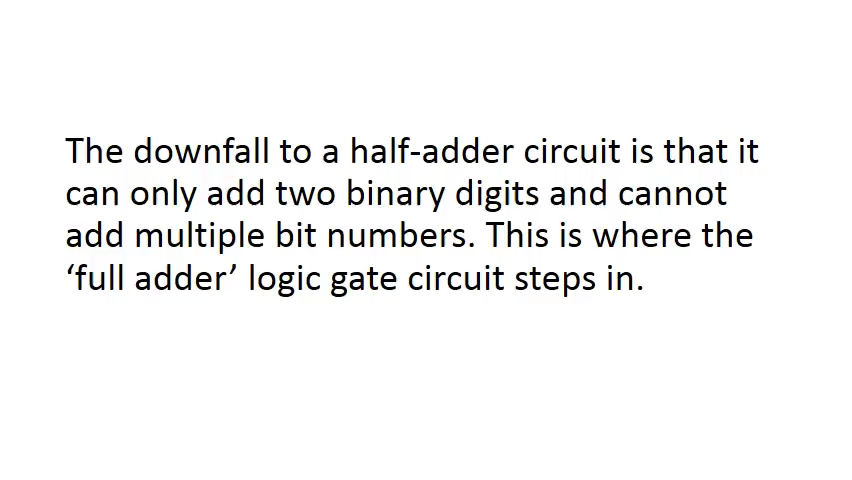 The downfall to a half-adder circuit is that it
can only add two binary digits and cannot
add multiple bit numbers. This is where the
‘full adder’ logic gate circuit steps in.